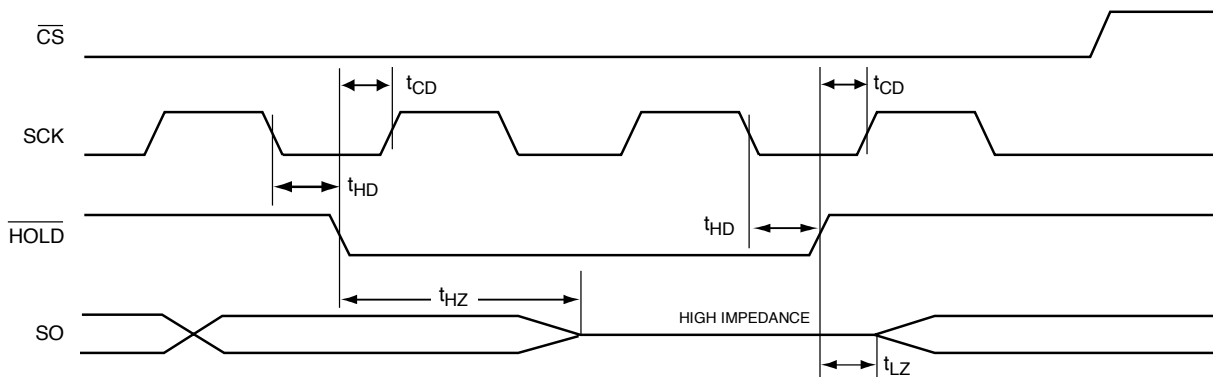 CS
tCD
tCD
SCK
tHD
HOLD
tHD
tHZ
HIGH IMPEDANCE
SO
tLZ